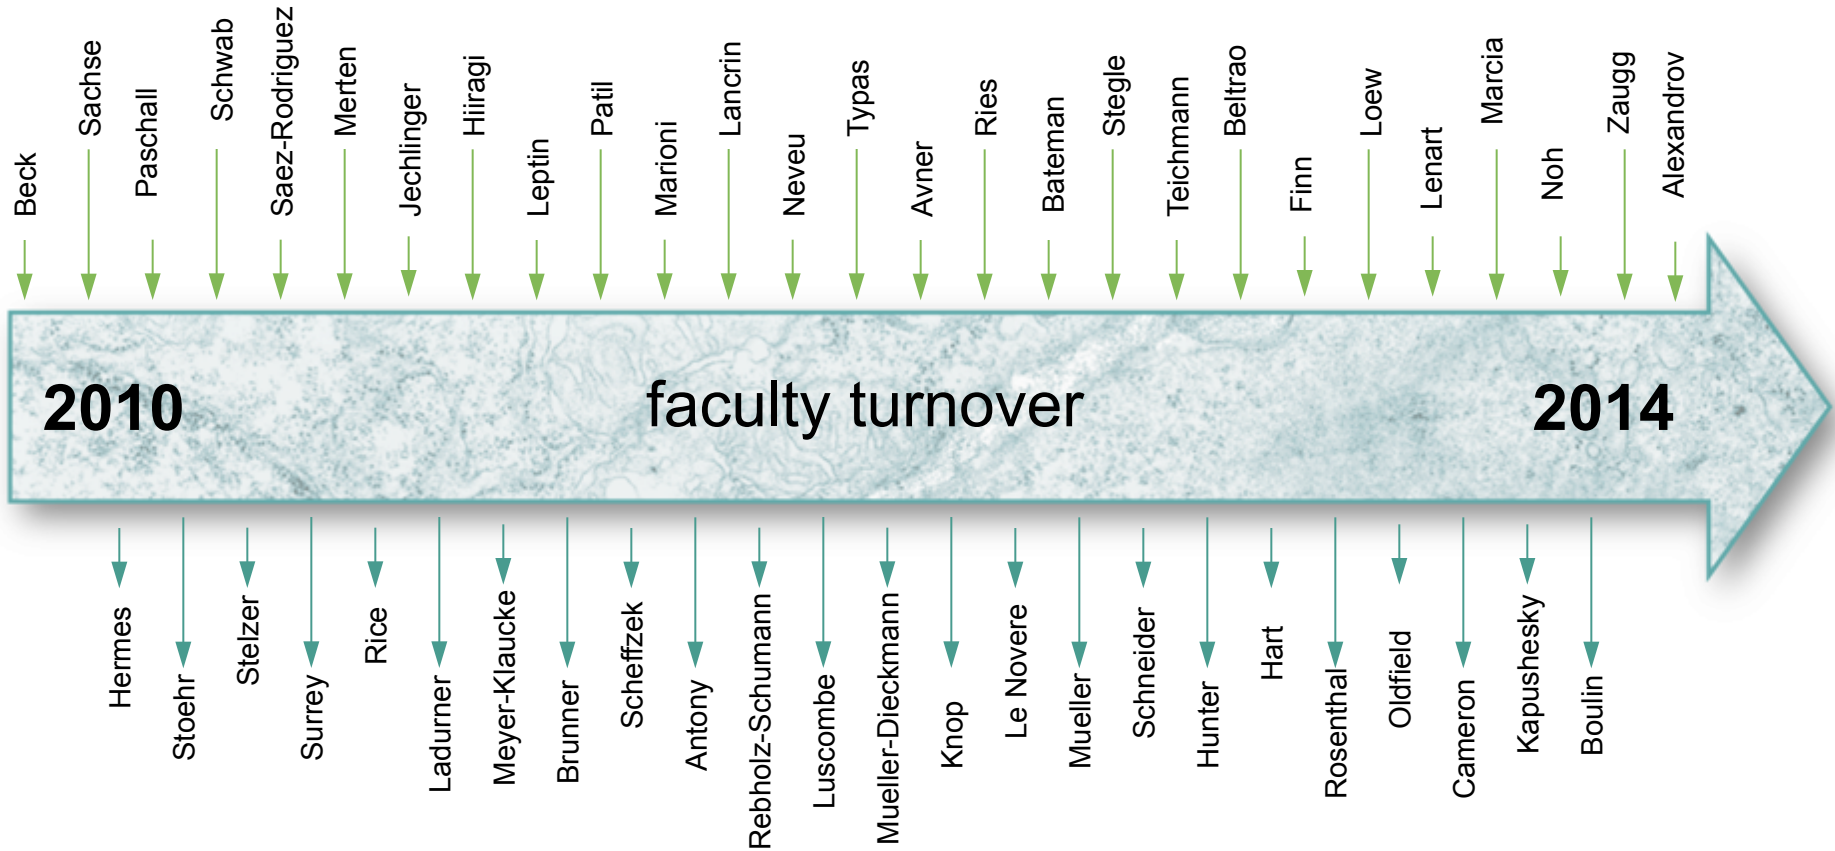 Beck
Sachse
Paschall
Schwab
Saez-Rodriguez
Merten
Jechlinger
Hiiragi
Leptin
Patil
Marioni
Lancrin
Neveu
Typas
Avner
Ries
Bateman
Stegle
Teichmann
Beltrao
Finn
Loew
Lenart
Marcia
Noh
Zaugg
Alexandrov
2010
faculty turnover
2014
Hermes
Stoehr
Stelzer
Surrey
Rice
Ladurner
Meyer-Klaucke
Brunner
Scheffzek
Antony
Rebholz-Schumann
Luscombe
Mueller-Dieckmann
Knop
Le Novere
Mueller
Schneider
Hunter
Hart
Rosenthal
Oldfield
Cameron
Kapushesky
Boulin